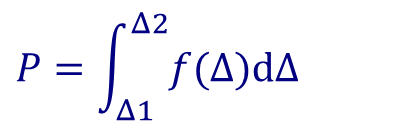 P = ∫_{Δ1}^{Δ2} f(Δ)dΔ